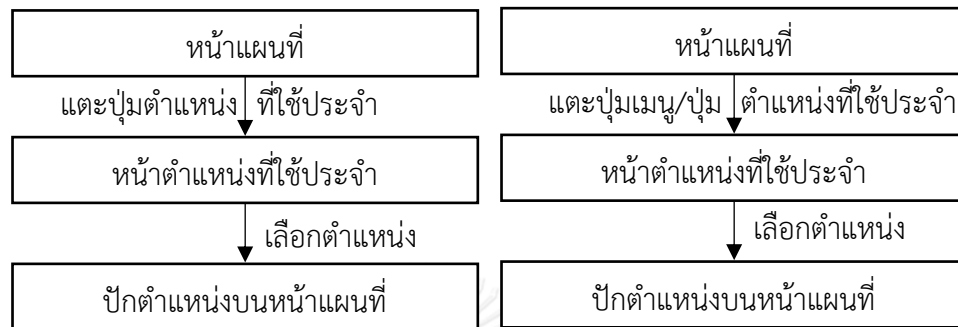 หน้าแผนที่
แตะปุ่มตำแหน่ง ที่ใช้ประจำ
หน้าตำแหน่งที่ใช้ประจำ
เลือกตำแหน่ง
ปักตำแหน่งบนหน้าแผนที่
หน้าแผนที่
แตะปุ่มเมนู/ปุ่ม ตำแหน่งที่ใช้ประจำ
หน้าตำแหน่งที่ใช้ประจำ
เลือกตำแหน่ง
ปักตำแหน่งบนหน้าแผนที่